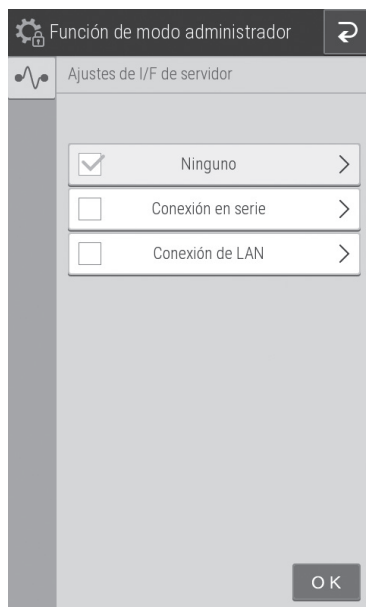 Función de modo administrador
Ajustes de I/F de servidor
Ninguno
Conexión en serie
Conexión de LAN
OK